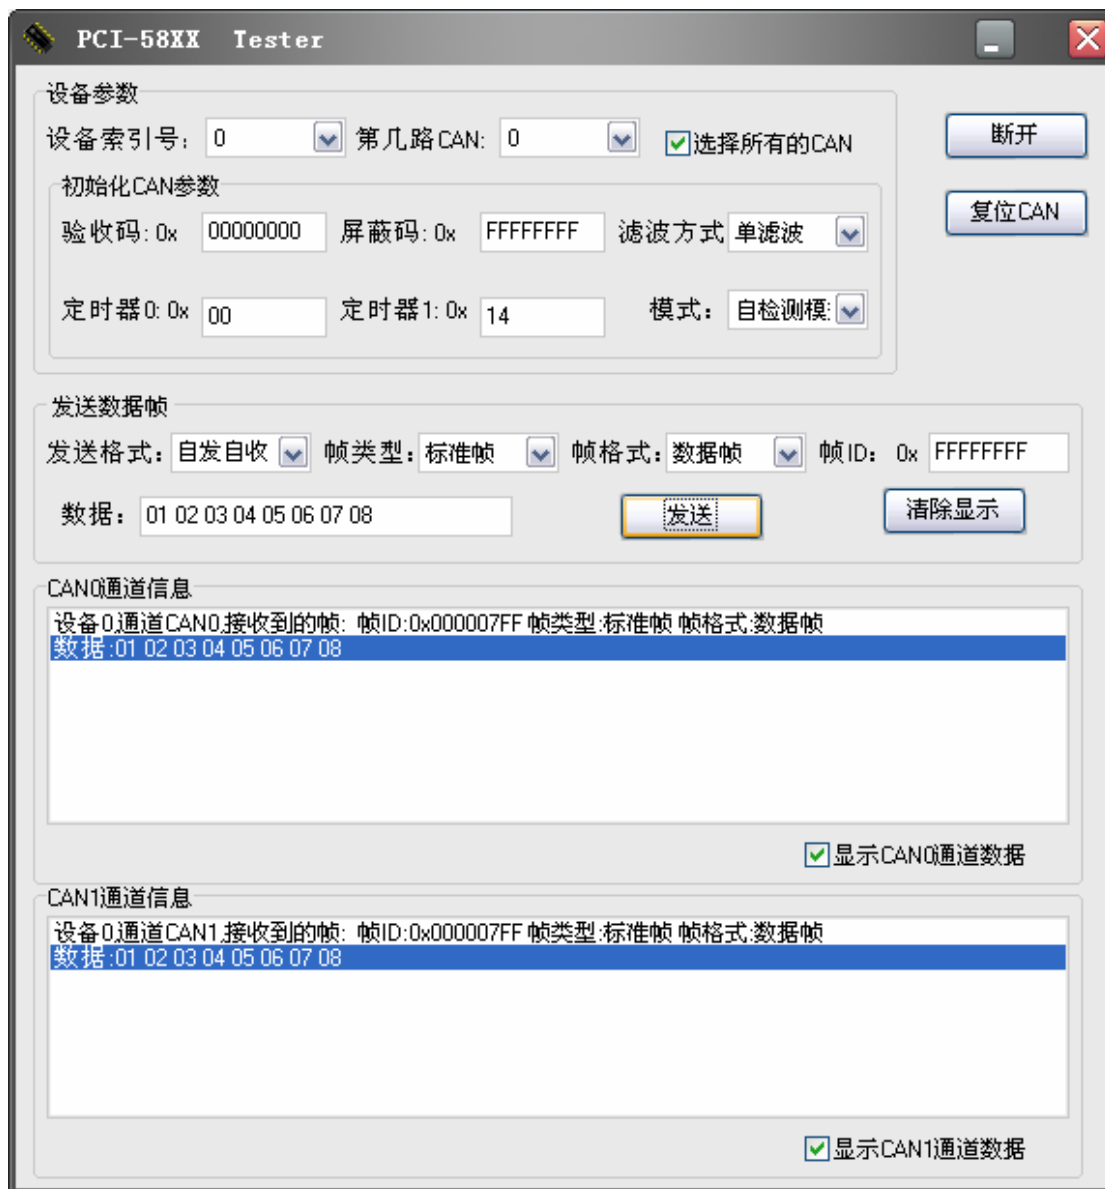 PCI-58XX Tester
设备参数
设备索引号: 0 第几路CAN: 0 选择所有的CAN 断开
初始化CAN参数
复位CAN
验收码: 0x 00000000 屏蔽码: 0x FFFFFFFF 滤波方式 单滤波
定时器0: 0x 00 定时器1: 0x 14 模式: 自检测模
发送数据帧
发送格式: 自发自收 帧类型: 标准帧 帧格式: 数据帧 帧ID: 0x FFFFFFFF
数据: 01 02 03 04 05 06 07 08 发送 清除显示
CAN0通道信息
设备0,通道CAN0,接收到的帧: 帧ID:0x000007FF 帧类型:标准帧 帧格式:数据帧
数据:01 02 03 04 05 06 07 08
显示CAN0通道数据
CAN1通道信息
设备0,通道CAN1,接收到的帧: 帧ID:0x000007FF 帧类型:标准帧 帧格式:数据帧
数据:01 02 03 04 05 06 07 08
显示CAN1通道数据